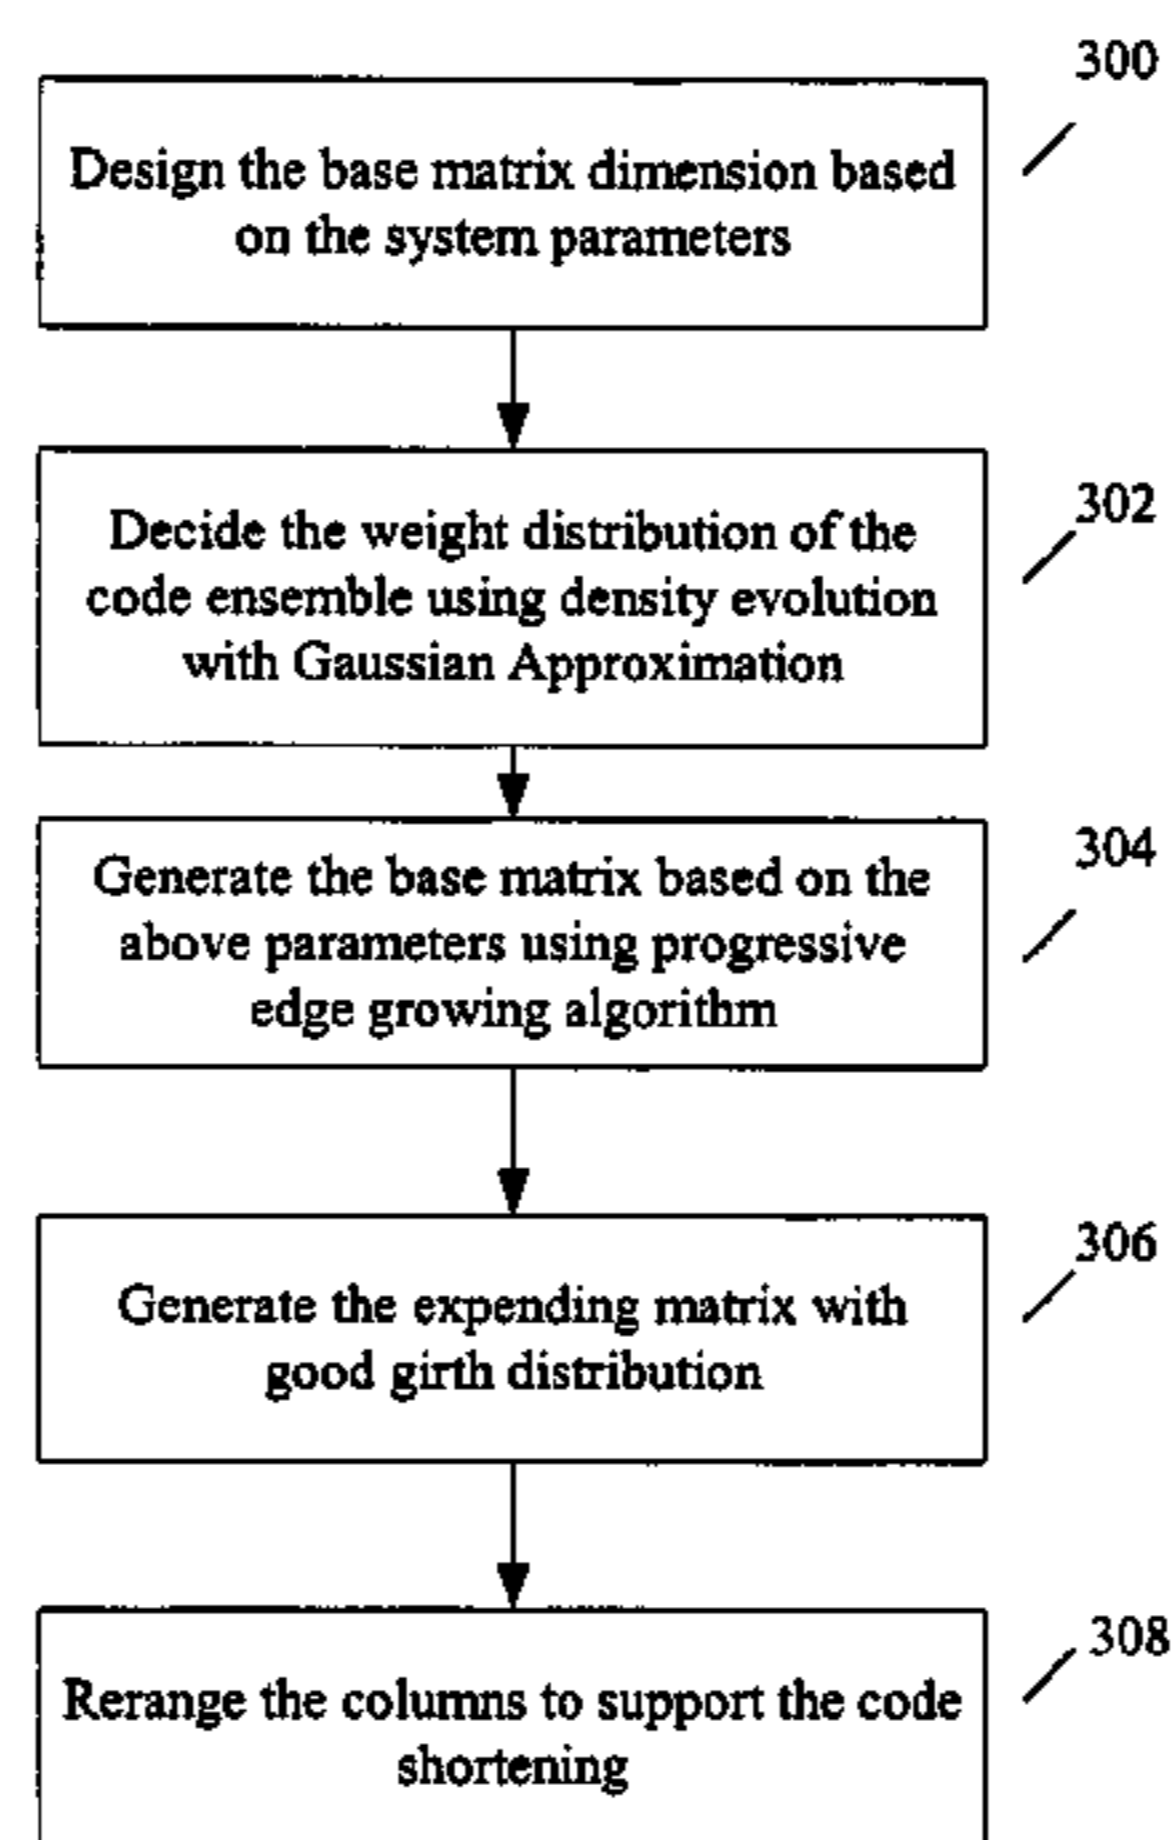 300
Design the base matrix dimension based
on the system parameters
302
Decide the weight distribution of the
code ensemble using density evolution
with Gaussian Approximation
304
Generate the base matrix based on the
above parameters using progressive
edge growing algorithm
306
Generate the expending matrix with
good girth distribution
308
Rerange the columns to support the code
shortening